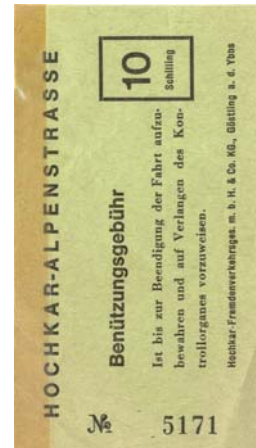 HOCHKAR-ALPENSTRASSE
Benützungsgebühr
10
Schilling
Ist bis zur Beendigung der Fahrt aufzu-
bewahren und auf Verlangen des Kon-
trollorganes vorzuweisen.
Hochkar-Fremdenverkehrsges. m. b. H. & Co. KG., Göstling a. d. Ybbs
№ 5171